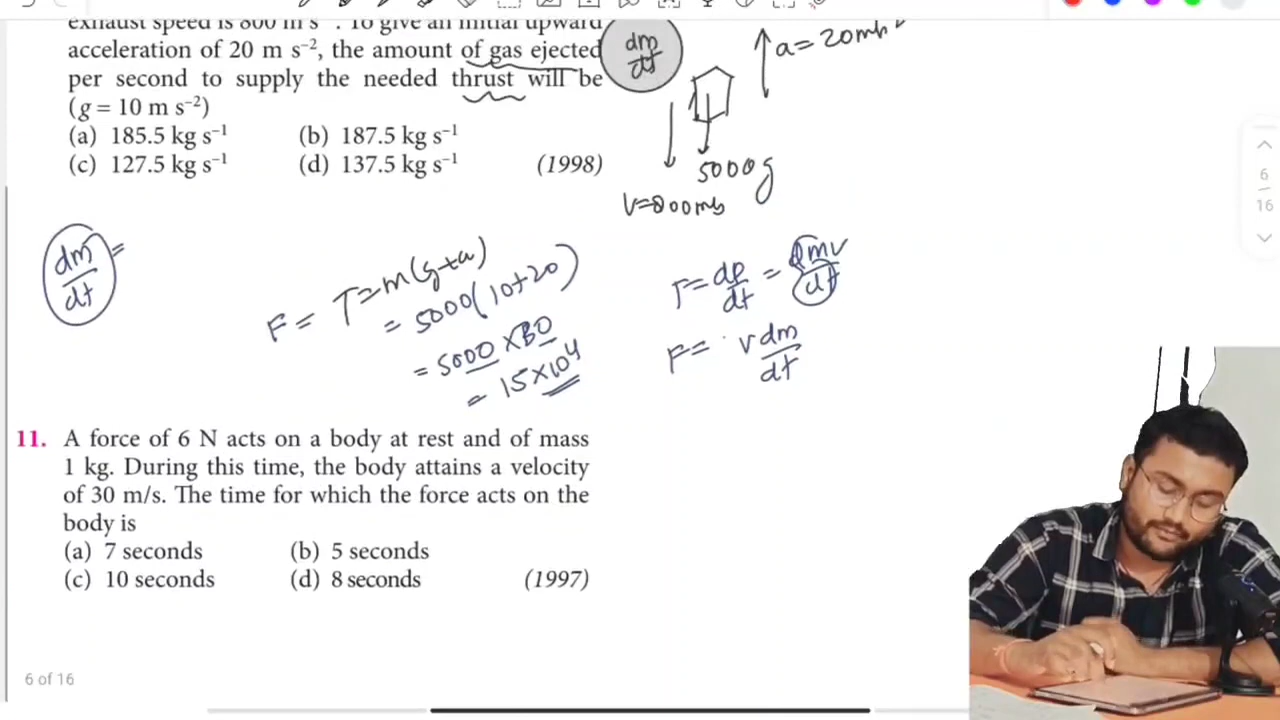 exhaust speed is 800 m s⁻¹. To give an initial upward
acceleration of 20 m s⁻², the amount of gas ejected
per second to supply the needed thrust will be
(g = 10 m s⁻²)
(a) 185.5 kg s⁻¹ (b) 187.5 kg s⁻¹
(c) 127.5 kg s⁻¹ (d) 137.5 kg s⁻¹ (1998)
dm/dt
a=20m/s²
5000g
V=800m/s
dm/dt =
F = T=m(g+a)
= 5000(10+20)
= 5000×30
= 15×10⁴
F=dp/dt = dmv/dt
F= vdm/dt
11. A force of 6 N acts on a body at rest and of mass
1 kg. During this time, the body attains a velocity
of 30 m/s. The time for which the force acts on the
body is
(a) 7 seconds (b) 5 seconds
(c) 10 seconds (d) 8 seconds (1997)
6 of 16
6
16